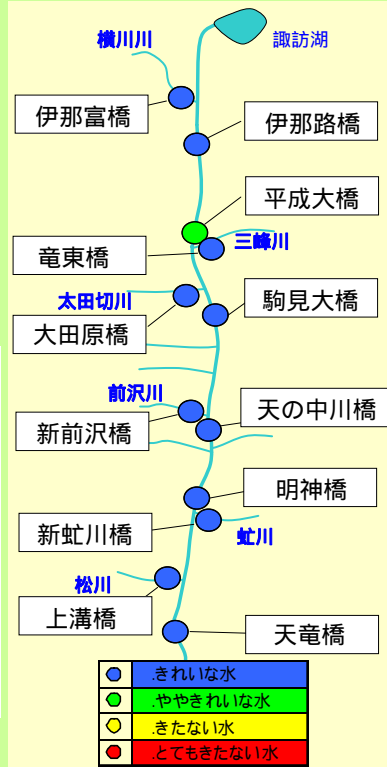 横川川
諏訪湖
伊那富橋
伊那路橋
平成大橋
三峰川
竜東橋
太田切川
駒見大橋
大田原橋
前沢川
天の中川橋
新前沢橋
明神橋
新虻川橋
虻川
松川
上溝橋
天竜橋
.きれいな水
.ややきれいな水
.きたない水
.とてもきたない水